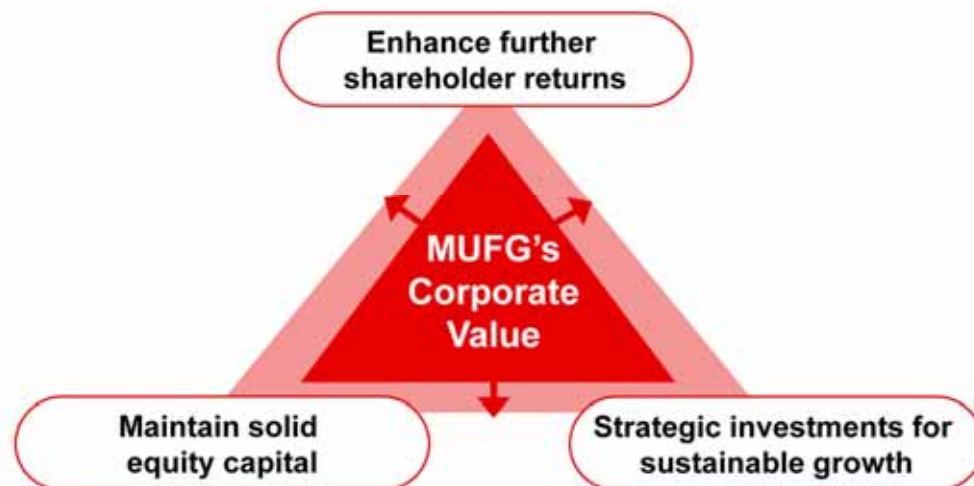 Enhance further
shareholder returns
MUFG's
Corporate
Value
Maintain solid
equity capital
Strategic investments for
sustainable growth